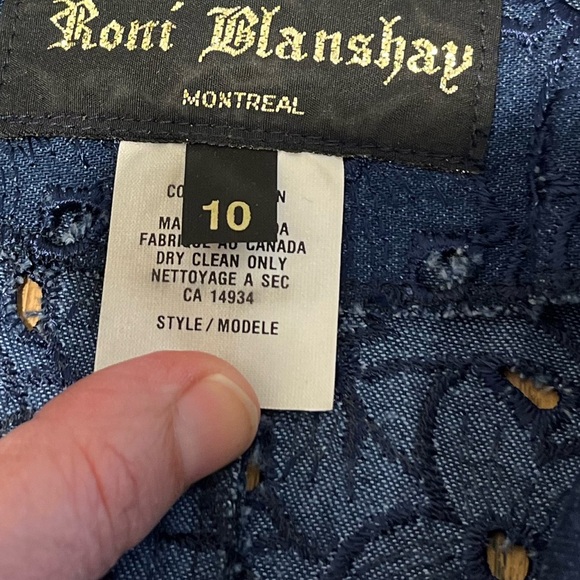 Roni Blanshay
MONTREAL
10
FABRIQUE AU CANADA
DRY CLEAN ONLY
NETTOYAGE A SEC
CA 14934
STYLE / MODELE